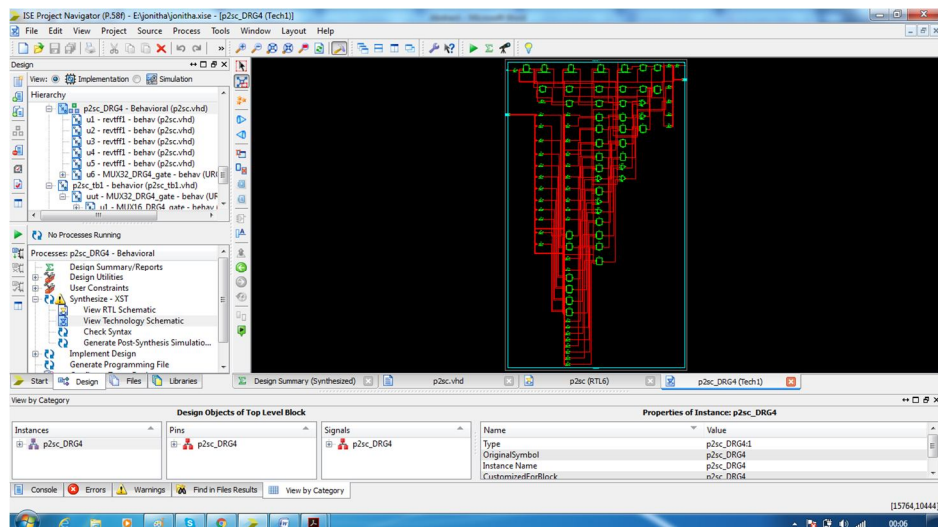 ISE Project Navigator (P.58f) - E:\jonitha\jonitha.xise - [p2sc_DRG4 (Tech1)]
File Edit View Project Source Process Tools Window Layout Help
Design
View: Implementation Simulation
Hierarchy
p2sc_DRG4 - Behavioral (p2sc.vhd)
u1 - revtff1 - behav (p2sc.vhd)
u2 - revtff1 - behav (p2sc.vhd)
u3 - revtff1 - behav (p2sc.vhd)
u4 - revtff1 - behav (p2sc.vhd)
u5 - revtff1 - behav (p2sc.vhd)
u6 - MUX32_DRG4_gate - behav (UR(
p2sc_tb1 - behavior (p2sc_tb1.vhd)
uut - MUX32_DRG4_gate - behav (UF
u1 - MUX16_DRG4_gate - behav (
No Processes Running
Processes: p2sc_DRG4 - Behavioral
Design Summary/Reports
Design Utilities
User Constraints
Synthesize - XST
View RTL Schematic
View Technology Schematic
Check Syntax
Generate Post-Synthesis Simulatio...
Implement Design
Generate Programming File
Start Design Files Libraries
Design Summary (Synthesized) p2sc.vhd p2sc (RTL6) p2sc_DRG4 (Tech1)
View by Category
Design Objects of Top Level Block Properties of Instance: p2sc_DRG4
Instances Pins Signals Name Value
p2sc_DRG4 p2sc_DRG4 p2sc_DRG4 Type p2sc_DRG4:1
OriginalSymbol p2sc_DRG4
Instance Name p2sc_DRG4
CustomizedForBlock p2sc_DRG4
Console Errors Warnings Find in Files Results View by Category
[15764,10444]
00:06